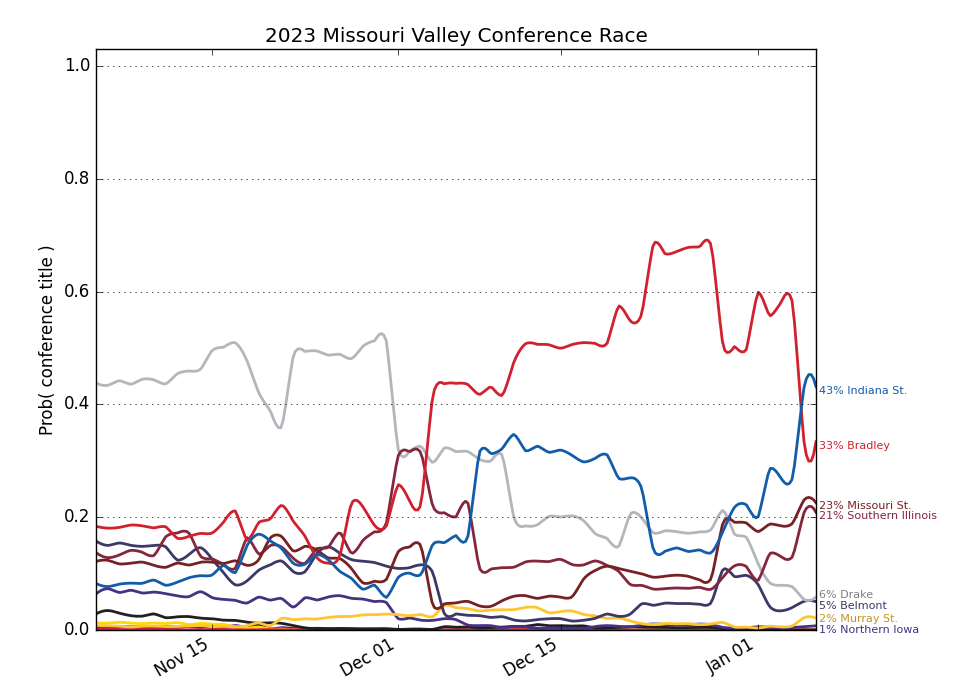 2023 Missouri Valley Conference Race
Prob( conference title )
1.0
0.8
0.6
0.4
0.2
0.0
Nov 15
Dec 01
Dec 15
Jan 01
43% Indiana St.
33% Bradley
23% Missouri St.
21% Southern Illinois
6% Drake
5% Belmont
2% Murray St.
1% Northern Iowa